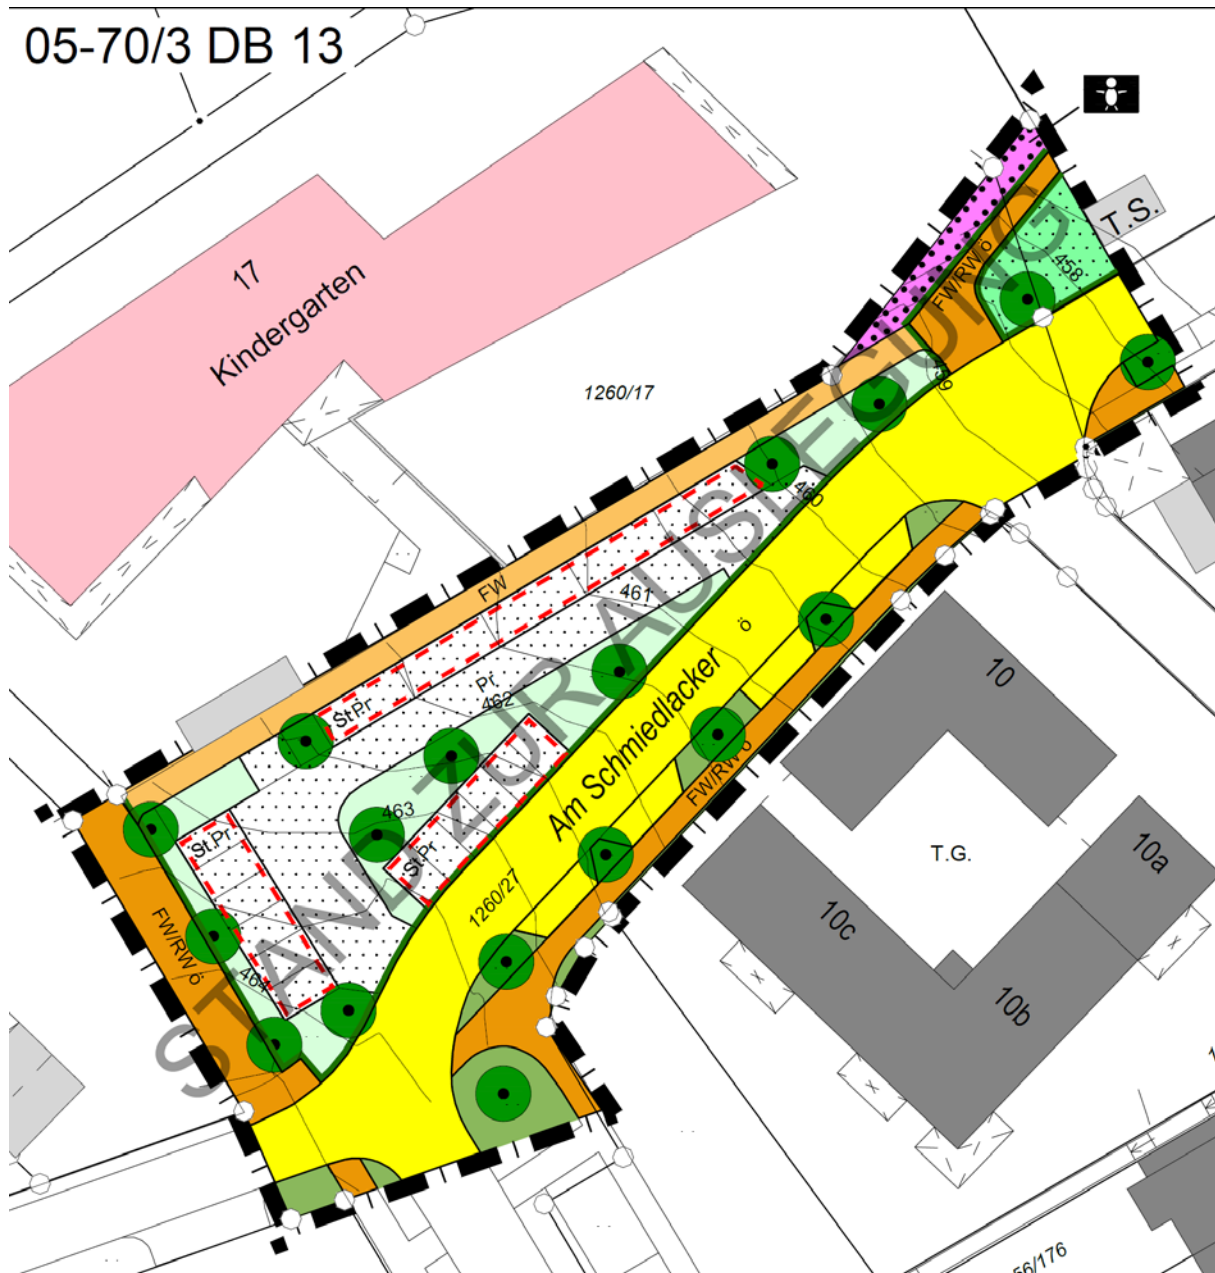 05-70/3 DB 13
T.S.
458
FW/RW ö
17
Kindergarten
1260/17
459
460
FW
461
ö
Pr
462
St.Pr
Am Schmiedlacker
10
463
St.Pr
St.Pr
FW/RW ö
T.G.
10a
1260/27
10c
FW/RW ö
464
10b
56/176
STAND ZUR AUSLEGUNG